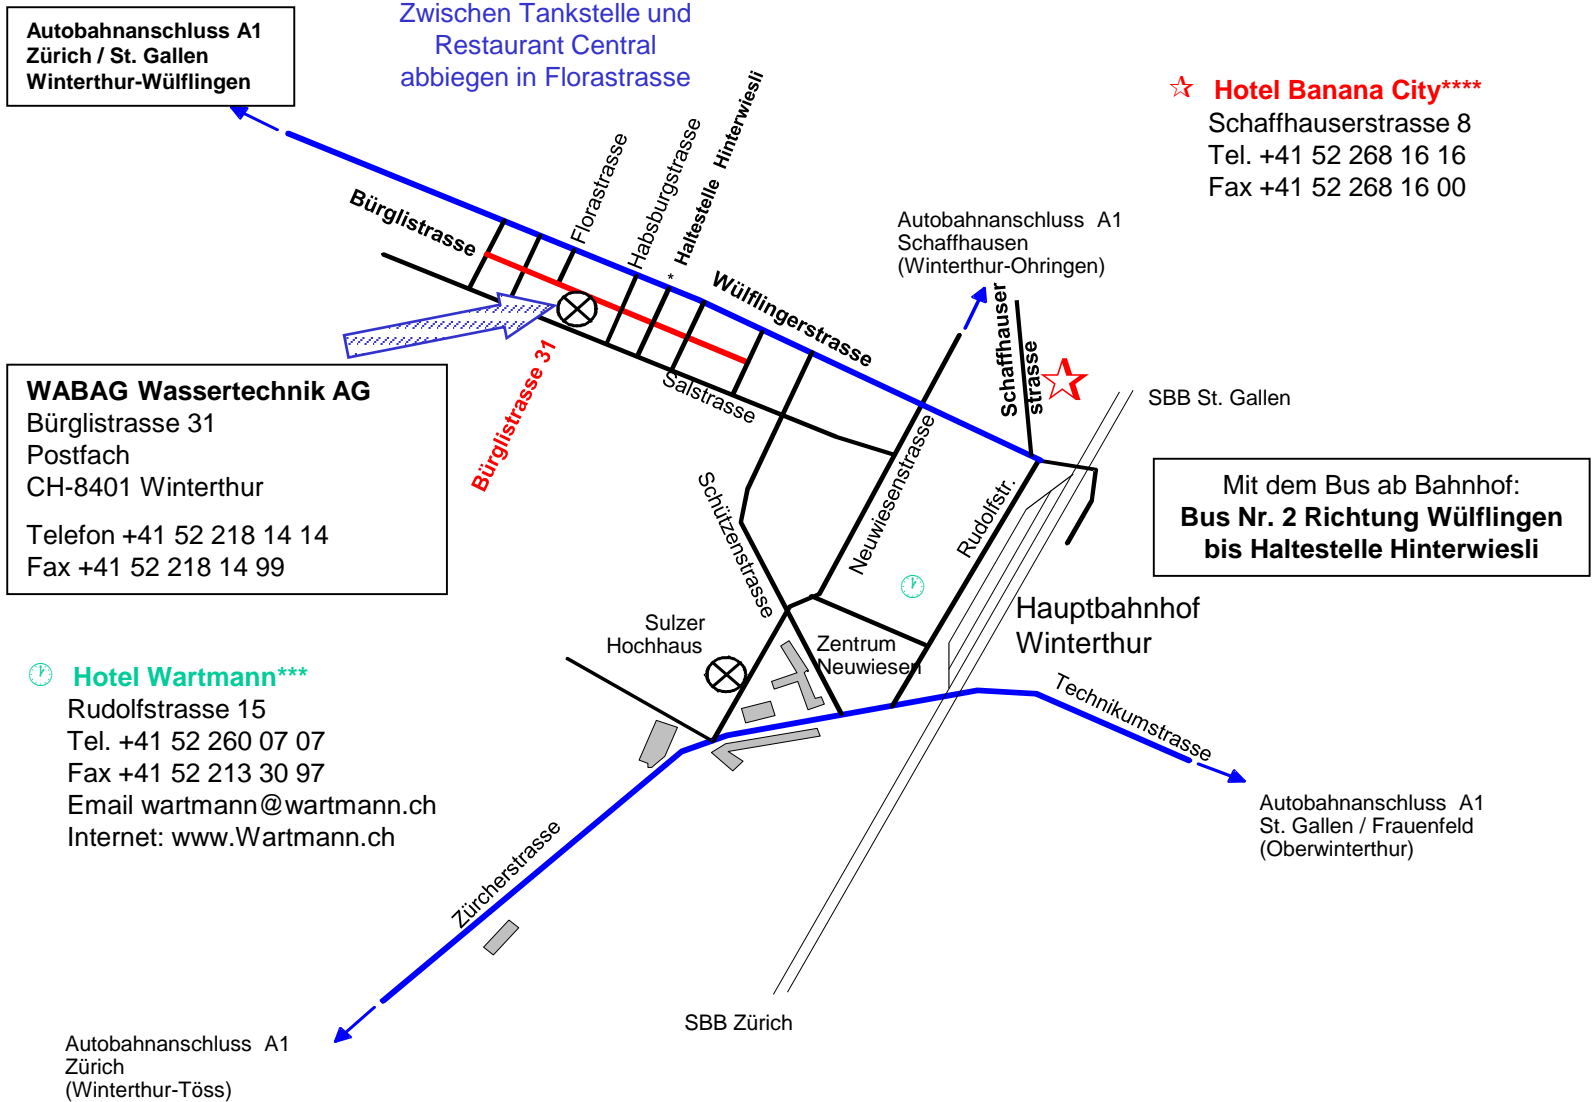 Zwischen Tankstelle und
Restaurant Central
abbiegen in Florastrasse
Autobahnanschluss A1
Zürich / St. Gallen
Winterthur-Wülflingen
☆ Hotel Banana City****
Schaffhauserstrasse 8
Tel. +41 52 268 16 16
Fax +41 52 268 16 00
Autobahnanschluss A1
Schaffhausen
(Winterthur-Ohringen)
Bürglistrasse
Florastrasse
Habsburgstrasse
* Haltestelle Hinterwiesli
Wülflingerstrasse
Schaffhauser
strasse
Bürglistrasse 31
Salstrasse
SBB St. Gallen
WABAG Wassertechnik AG
Bürglistrasse 31
Postfach
CH-8401 Winterthur
Telefon +41 52 218 14 14
Fax +41 52 218 14 99
Schützenstrasse
Neuwiesenstrasse
Rudolfstr.
Mit dem Bus ab Bahnhof:
Bus Nr. 2 Richtung Wülflingen
bis Haltestelle Hinterwiesli
Hauptbahnhof
Winterthur
Sulzer
Hochhaus
Zentrum
Neuwiesen
Hotel Wartmann***
Rudolfstrasse 15
Tel. +41 52 260 07 07
Fax +41 52 213 30 97
Email wartmann@wartmann.ch
Internet: www.Wartmann.ch
Technikumstrasse
Autobahnanschluss A1
St. Gallen / Frauenfeld
(Oberwinterthur)
Zürcherstrasse
SBB Zürich
Autobahnanschluss A1
Zürich
(Winterthur-Töss)